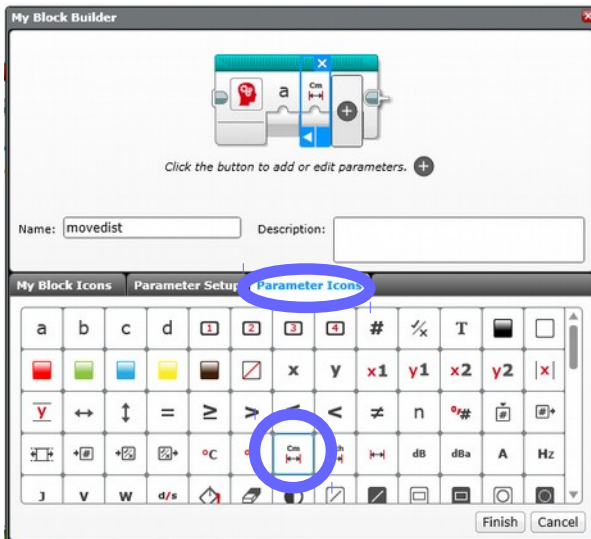 My Block Builder
a Cm
Click the button to add or edit parameters.
Name: movedist Description:
My Block Icons Parameter Setup Parameter Icons
a b c d 1 2 3 4 # T
x y x1 y1 x2 y2 |x|
y = ≥ > < ≠ n °/# # #
# °C Cm dB dBa A Hz
J V W d/s
Finish Cancel